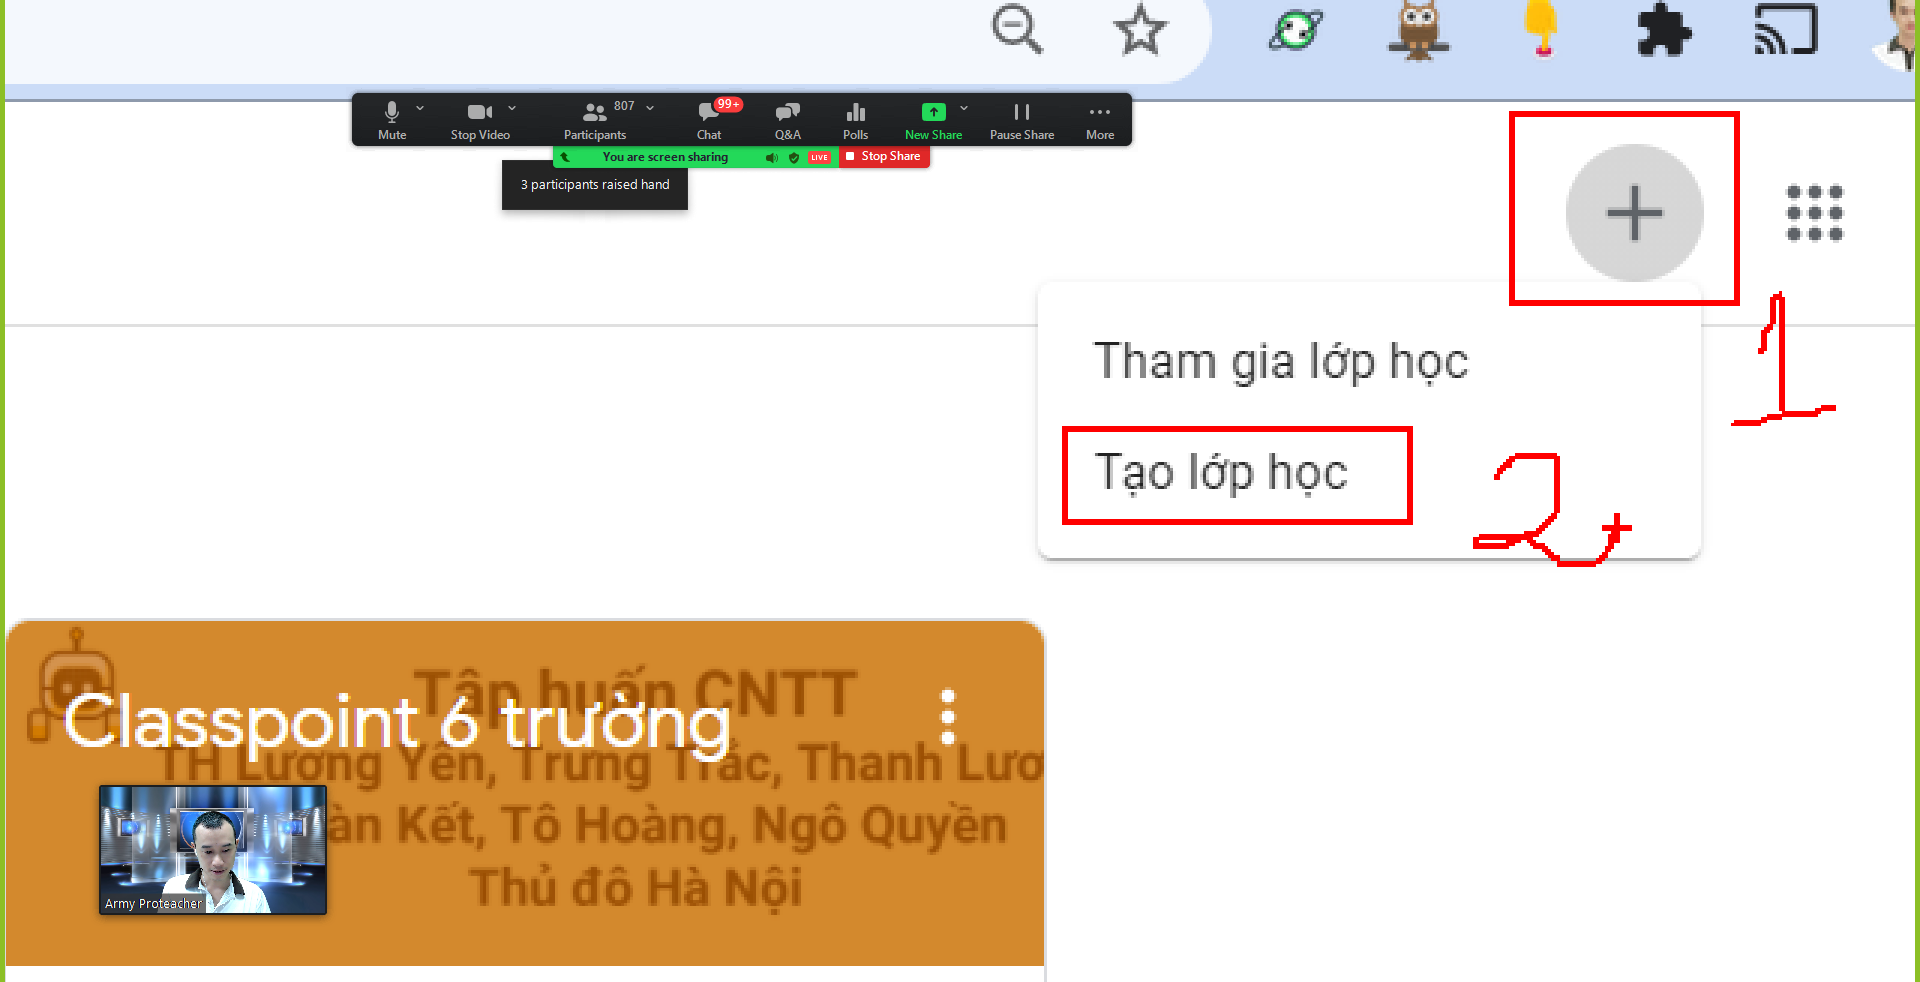 807
99+
Mute
Stop Video
Participants
Chat
Q&A
Polls
New Share
Pause Share
More
You are screen sharing
LIVE
Stop Share
3 participants raised hand
1
Tham gia lớp học
Tạo lớp học
2
Tập huấn CNTT
Classpoint 6 trường
TH Lương Yên, Trưng Trắc, Thanh Lươ
àn Kết, Tô Hoàng, Ngô Quyền
Thủ đô Hà Nội
Army Proteacher